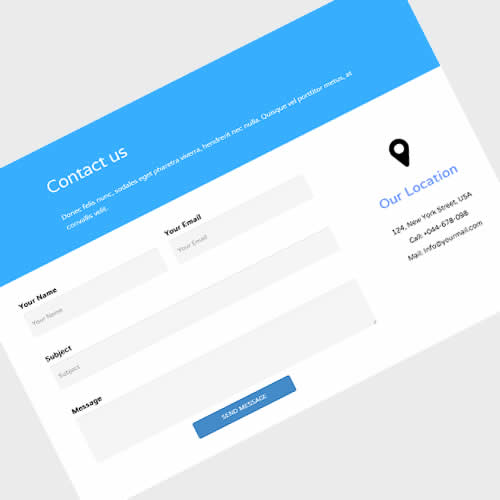 Contact us
Donec felis nunc, sodales eget pharetra viverra, hendrerit nec nulla. Quisque vel porttitor metus, at
convallis velit.
Your Name
Your Email
Your Name
Your Email
Subject
Subject
Message
SEND MESSAGE
Our Location
124, New York Street, USA
Call: +044-678-098
Mail: Info@yourmail.com